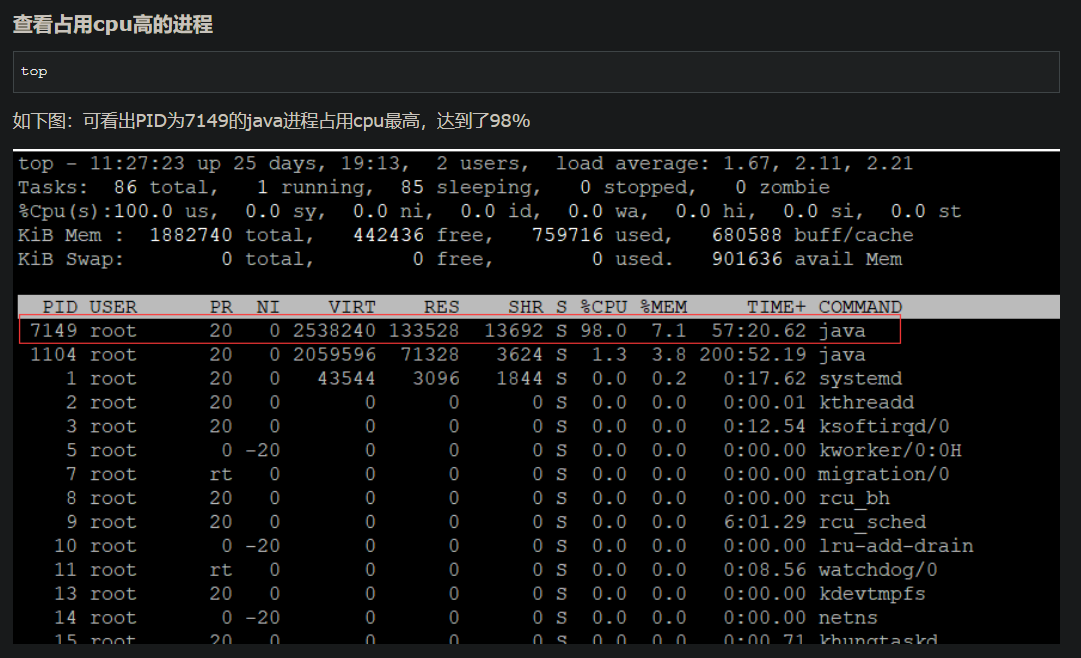 查看占用cpu高的进程
top
如下图：可看出PID为7149的java进程占用cpu最高，达到了98%
top - 11:27:23 up 25 days, 19:13,  2 users,  load average: 1.67, 2.11, 2.21
Tasks:  86 total,   1 running,  85 sleeping,   0 stopped,   0 zombie
%Cpu(s):100.0 us,  0.0 sy,  0.0 ni,  0.0 id,  0.0 wa,  0.0 hi,  0.0 si,  0.0 st
KiB Mem :  1882740 total,   442436 free,   759716 used,   680588 buff/cache
KiB Swap:        0 total,        0 free,        0 used.   901636 avail Mem
PID USER      PR  NI    VIRT    RES    SHR S %CPU %MEM     TIME+ COMMAND
7149 root      20   0 2538240 133528  13692 S 98.0  7.1  57:20.62 java
1104 root      20   0 2059596  71328   3624 S  1.3  3.8 200:52.19 java
1 root      20   0   43544   3096   1844 S  0.0  0.2   0:17.62 systemd
2 root      20   0       0      0      0 S  0.0  0.0   0:00.01 kthreadd
3 root      20   0       0      0      0 S  0.0  0.0   0:12.54 ksoftirqd/0
5 root       0 -20       0      0      0 S  0.0  0.0   0:00.00 kworker/0:0H
7 root      rt   0       0      0      0 S  0.0  0.0   0:00.00 migration/0
8 root      20   0       0      0      0 S  0.0  0.0   0:00.00 rcu_bh
9 root      20   0       0      0      0 S  0.0  0.0   6:01.29 rcu_sched
10 root       0 -20       0      0      0 S  0.0  0.0   0:00.00 lru-add-drain
11 root      rt   0       0      0      0 S  0.0  0.0   0:08.56 watchdog/0
13 root      20   0       0      0      0 S  0.0  0.0   0:00.00 kdevtmpfs
14 root       0 -20       0      0      0 S  0.0  0.0   0:00.00 netns
15 root      20   0       0      0      0 S  0.0  0.0   0:00.71 khungtaskd